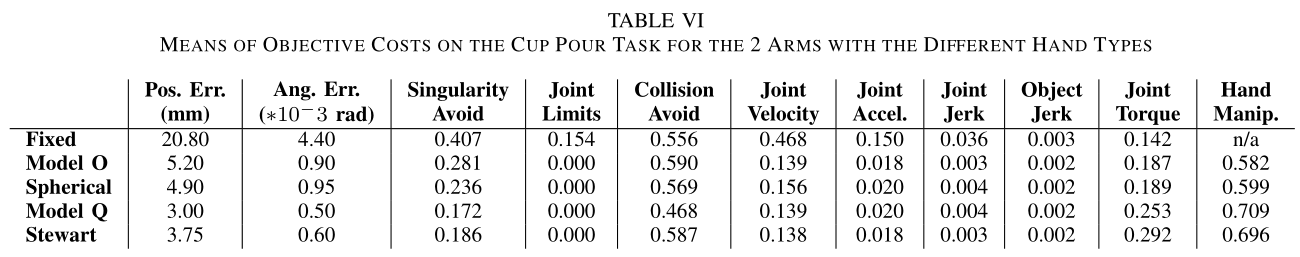 TABLE VI
MEANS OF OBJECTIVE COSTS ON THE CUP POUR TASK FOR THE 2 ARMS WITH THE DIFFERENT HAND TYPES
Pos. Err. Ang. Err. Singularity Joint Collision Joint Joint Joint Object Joint Hand
(mm) (*10⁻3 rad) Avoid Limits Avoid Velocity Accel. Jerk Jerk Torque Manip.
Fixed 20.80 4.40 0.407 0.154 0.556 0.468 0.150 0.036 0.003 0.142 n/a
Model O 5.20 0.90 0.281 0.000 0.590 0.139 0.018 0.003 0.002 0.187 0.582
Spherical 4.90 0.95 0.236 0.000 0.569 0.156 0.020 0.004 0.002 0.189 0.599
Model Q 3.00 0.50 0.172 0.000 0.468 0.139 0.020 0.004 0.002 0.253 0.709
Stewart 3.75 0.60 0.186 0.000 0.587 0.138 0.018 0.003 0.002 0.292 0.696